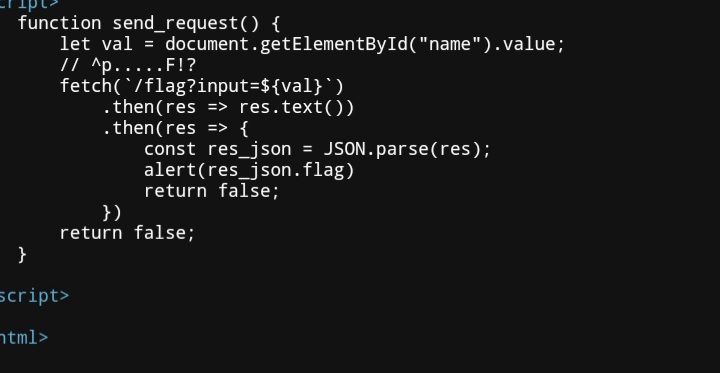 cript>
function send_request() {
let val = document.getElementById("name").value;
// ^p.....F!?
fetch(`/flag?input=${val}`)
.then(res => res.text())
.then(res => {
const res_json = JSON.parse(res);
alert(res_json.flag)
return false;
})
return false;
}
script>
html>